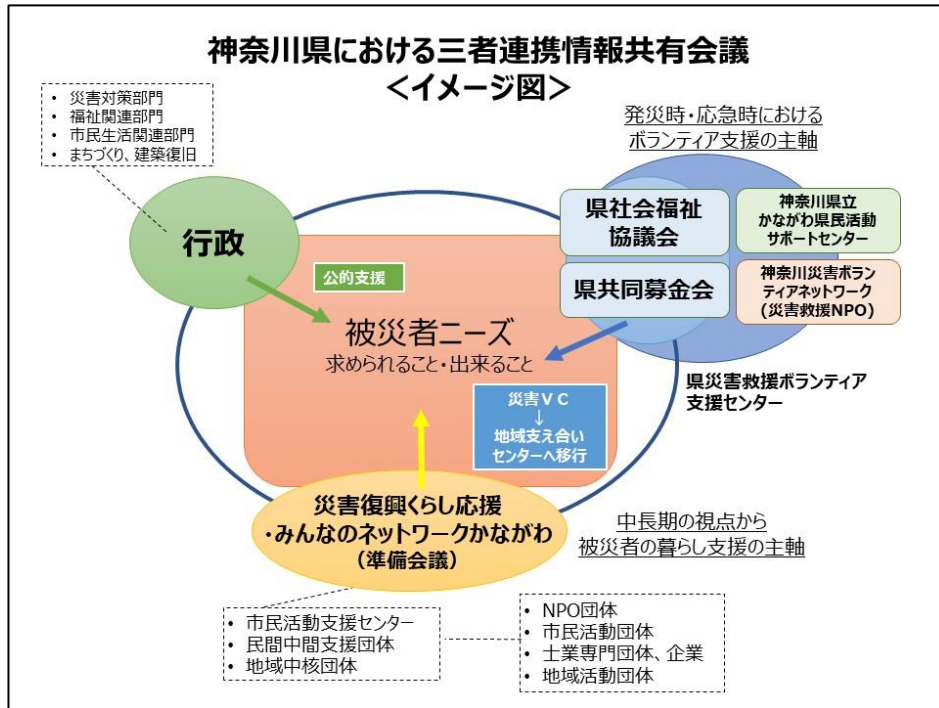 神奈川県における三者連携情報共有会議
＜イメージ図＞
• 災害対策部門
• 福祉関連部門
• 市民生活関連部門
• まちづくり、建築復旧
発災時・応急時における
ボランティア支援の主軸
行政
県社会福祉
協議会
神奈川県立
かながわ県民活動
サポートセンター
公的支援
県共同募金会
神奈川災害ボラン
ティアネットワーク
(災害救援NPO)
被災者ニーズ
求められること・出来ること
県災害救援ボランティア
支援センター
災害ＶＣ
↓
地域支え合い
センターへ移行
災害復興くらし応援
・みんなのネットワークかながわ
（準備会議）
中長期の視点から
被災者の暮らし支援の主軸
• 市民活動支援センター
• 民間中間支援団体
• 地域中核団体
• NPO団体
• 市民活動団体
• 士業専門団体、企業
• 地域活動団体